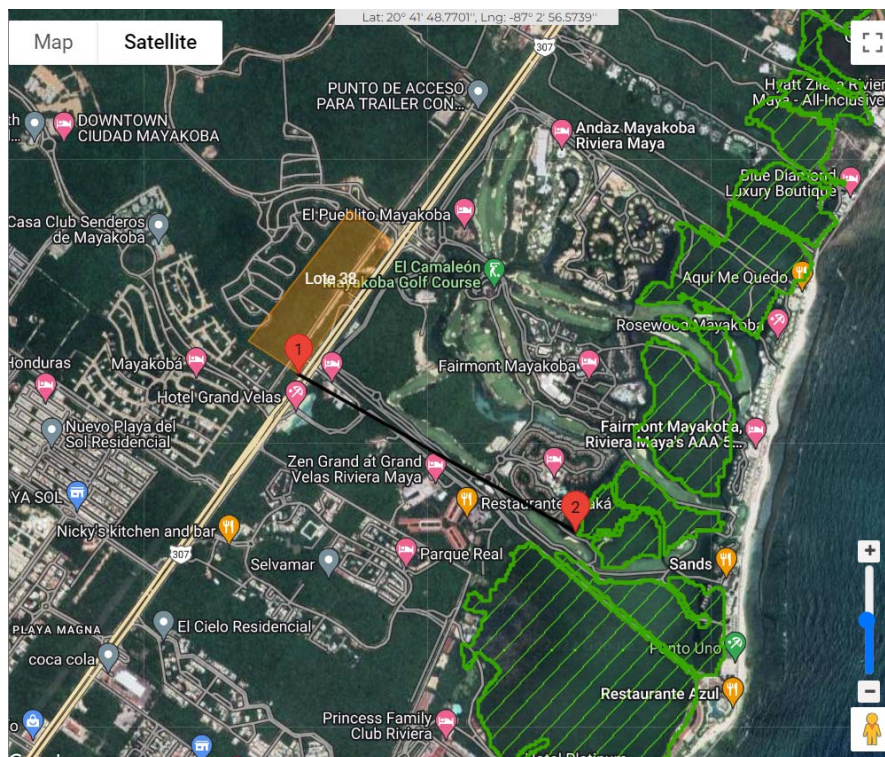 Lat: 20° 41' 48.7701'', Lng: -87° 2' 56.5739''
Map
Satellite
307
PUNTO DE ACCESO
PARA TRAILER CON...
DOWNTOWN
CIUDAD MAYAKOBA
Hyatt Zilara Rivier
Maya - All-Inclusive
Andaz Mayakoba
Riviera Maya
Blue Diamond
Luxury Boutique
El Pueblito Mayakoba
Casa Club Senderos
de Mayakoba
Lote 38
El Camaleón
Mayakoba Golf Course
Aqui Me Quedo
Rosewood Mayakoba
1
Honduras
Mayakobá
Fairmont Mayakoba
Hotel Grand Velas
Nuevo Playa del
Sol Residencial
Fairmont Mayakoba,
Riviera Maya's AAA 5...
Zen Grand at Grand
Velas Riviera Maya
AYA SOL
Restaurante
aká
2
Nicky's kitchen and bar
307
Selvamar
Parque Real
Sands
PLAYA MAGNA
El Cielo Residencial
coca cola
Punto Uno
Restaurante Azul
Princess Family
Club Riviera